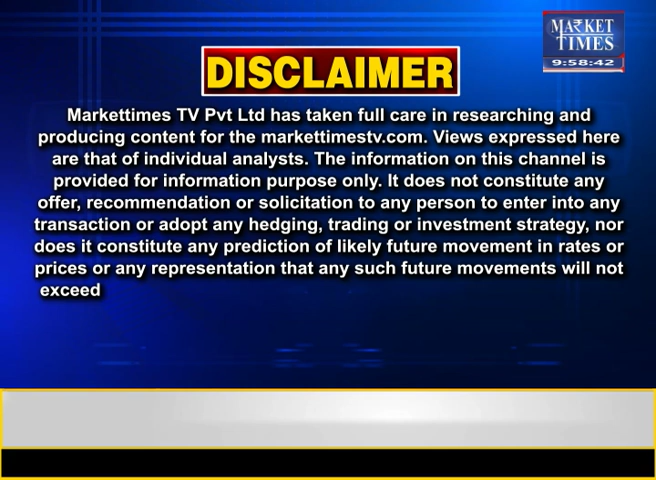 MARKET
TIMES
9:58:42
DISCLAIMER
Markettimes TV Pvt Ltd has taken full care in researching and
producing content for the markettimestv.com. Views expressed here
are that of individual analysts. The information on this channel is
provided for information purpose only. It does not constitute any
offer, recommendation or solicitation to any person to enter into any
transaction or adopt any hedging, trading or investment strategy, nor
does it constitute any prediction of likely future movement in rates or
prices or any representation that any such future movements will not
exceed